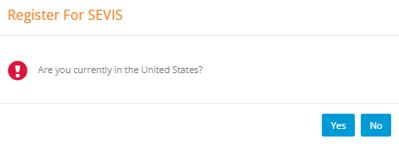 Register For SEVIS
Are you currently in the United States?
Yes No